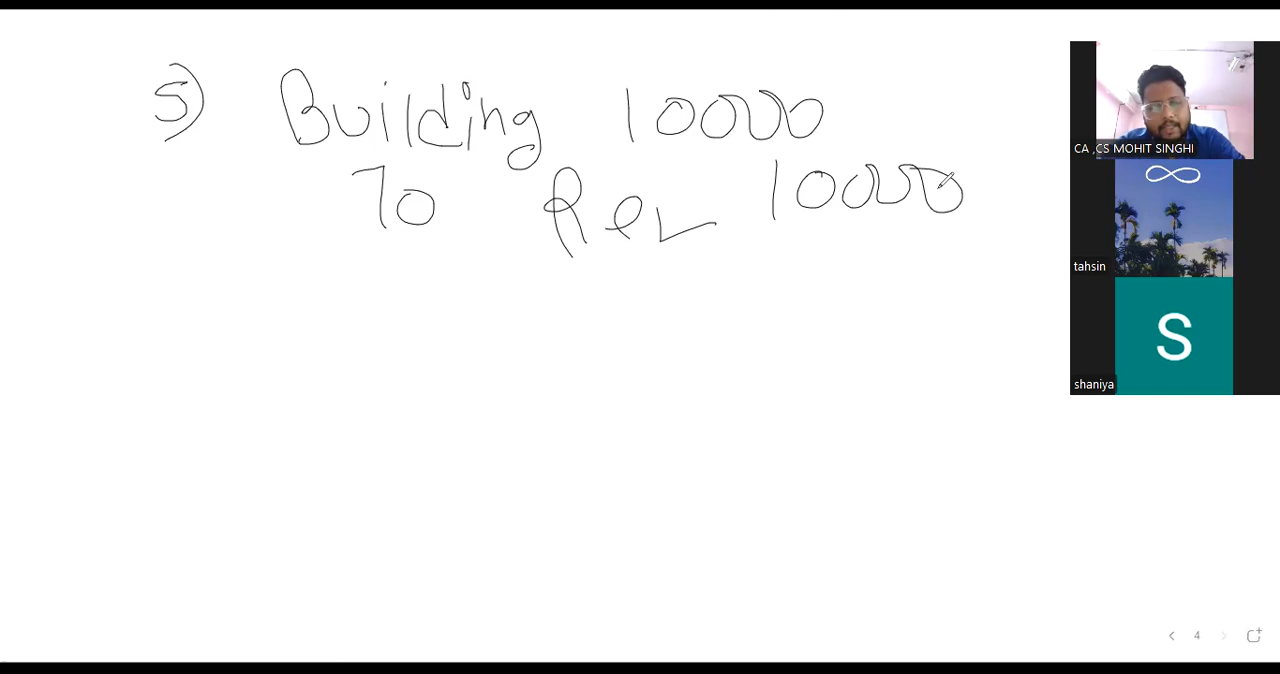 5) Building 10000
To Rev 10000
CA ,CS MOHIT SINGHI
tahsin
S
shaniya
4